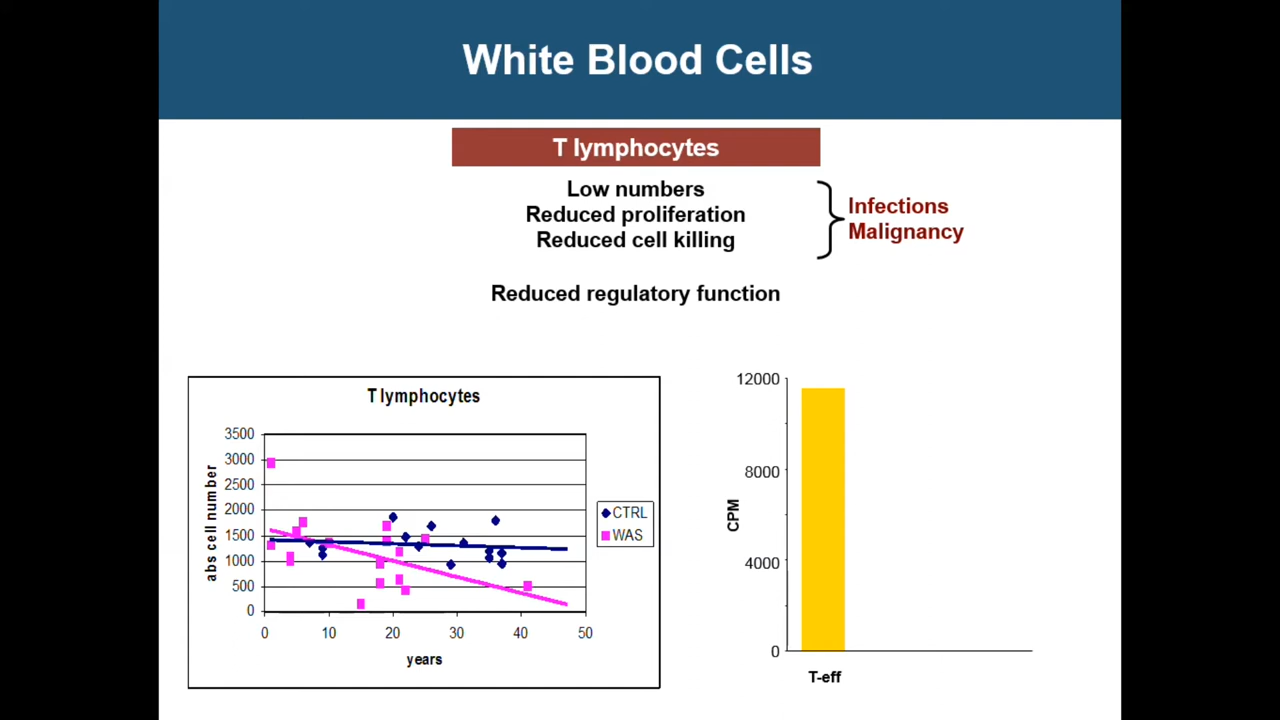 White Blood Cells
T lymphocytes
Low numbers
Reduced proliferation
Reduced cell killing
Infections
Malignancy
Reduced regulatory function
T lymphocytes
3500
3000
2500
2000
1500
1000
500
0
abs cell number
0 10 20 30 40 50
years
CTRL
WAS
12000
8000
4000
0
CPM
T-eff